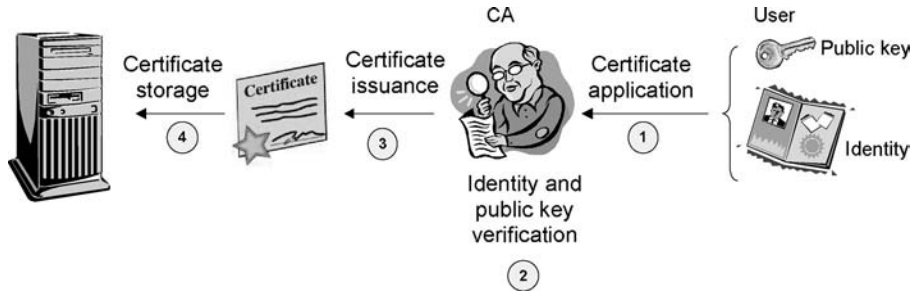 CA
User
Public key
Identity
Certificate
application
1
Identity and
public key
verification
2
Certificate
issuance
3
Certificate
Certificate
storage
4